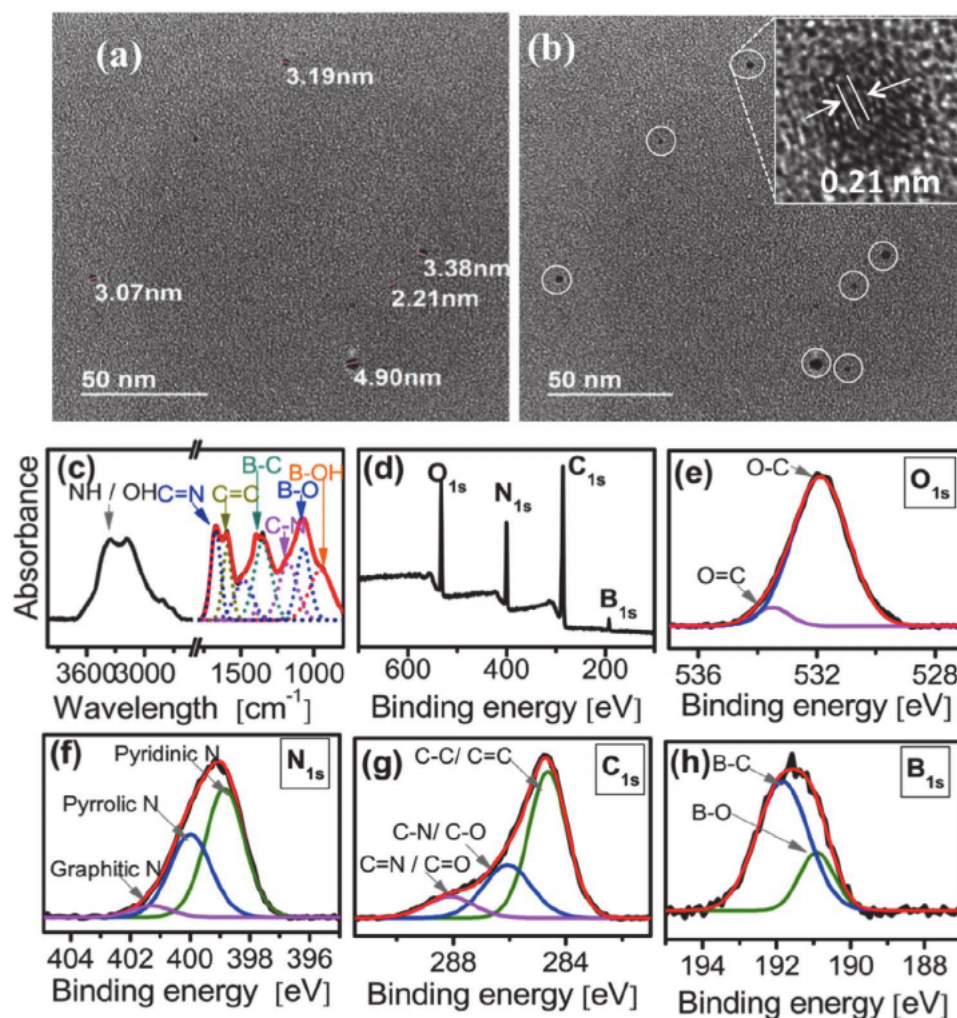 (a)
3.19nm
3.38nm
3.07nm
2.21nm
4.90nm
50 nm
(b)
0.21 nm
50 nm
(c)
NH / OH
C=N
C=C
B-C
B-OH
B-O
C-N
Absorbance
3600
3000
1500
1000
Wavelength [cm-1]
(d)
O1s
N1s
C1s
B1s
600
400
200
Binding energy [eV]
(e)
O-C
O1s
O=C
536
532
528
Binding energy [eV]
(f)
Pyridinic N
N1s
Pyrrolic N
Graphitic N
404
400
398
396
Binding energy [eV]
(g)
C-C/ C=C
C1s
C-N/ C-O
C=N / C=O
288
284
Binding energy [eV]
(h)
B-C
B1s
B-O
194
192
190
188
Binding energy [eV]